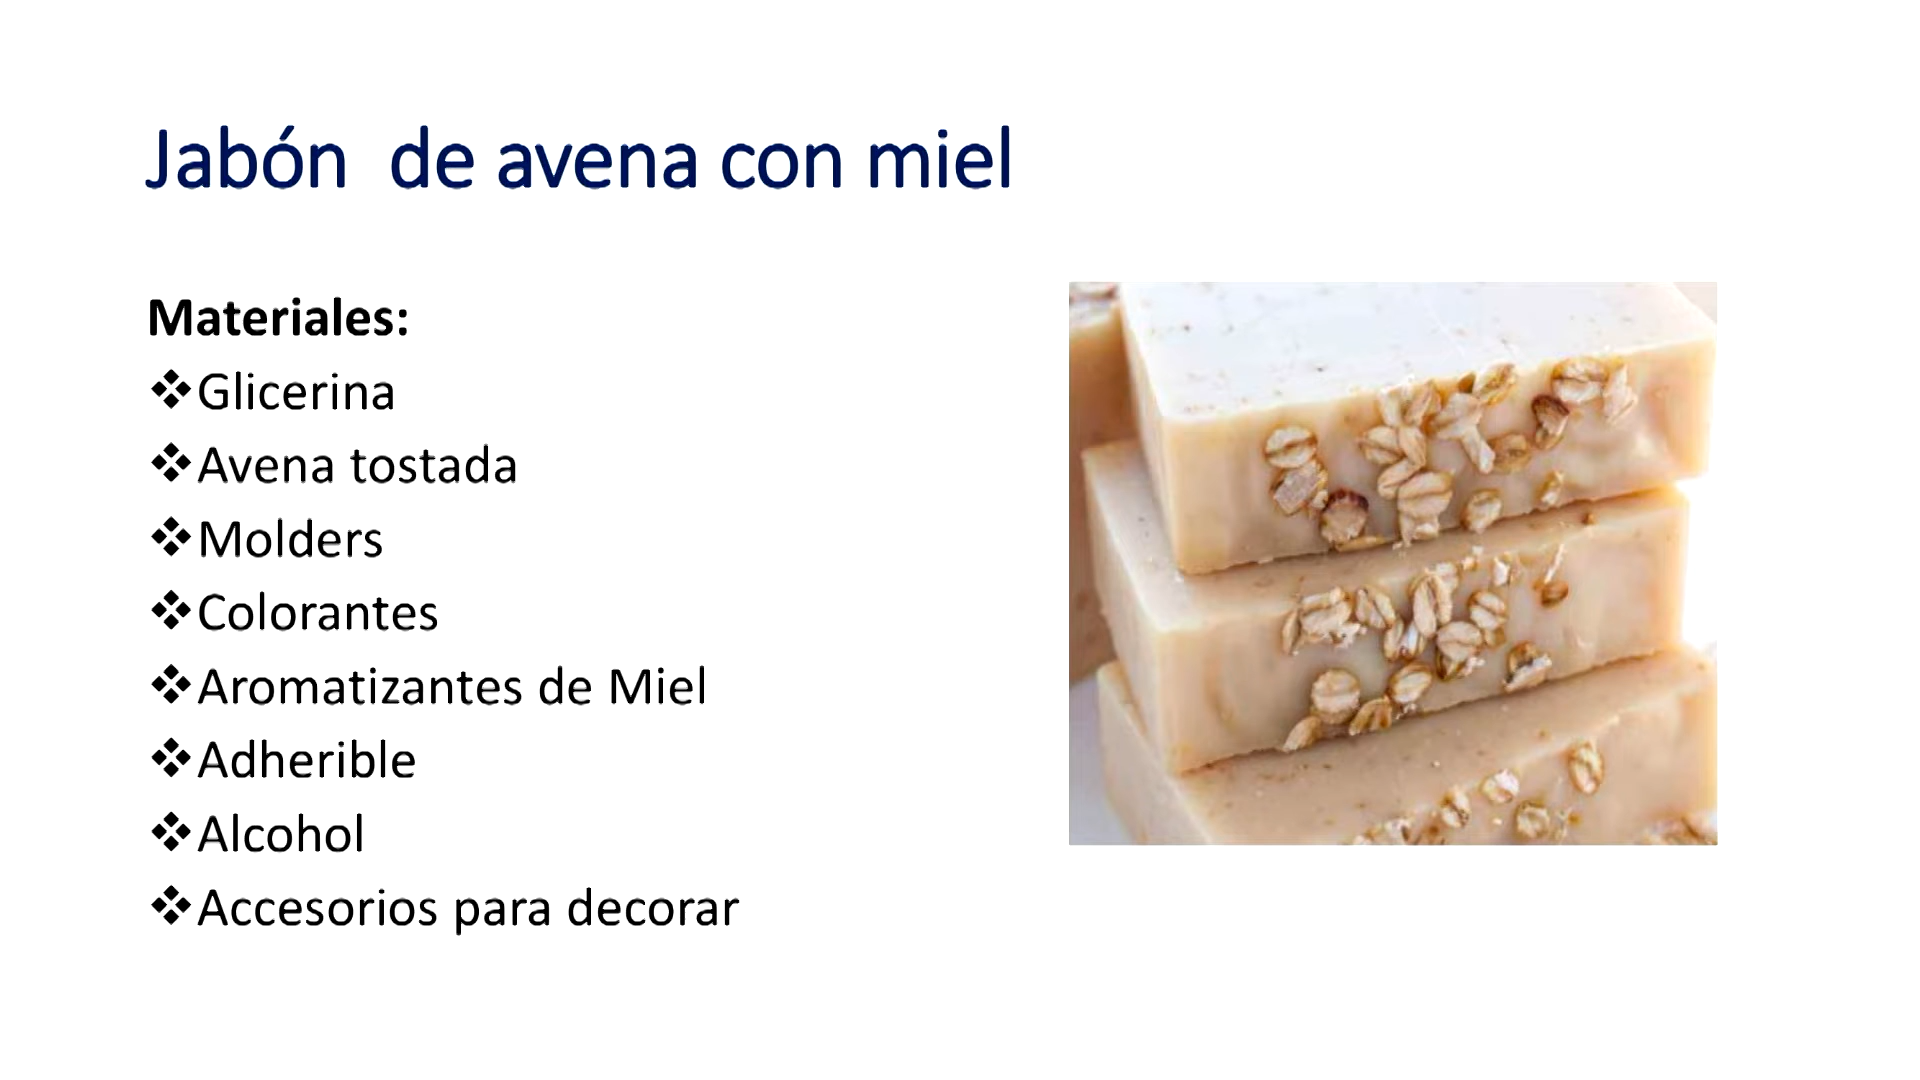 Jabón  de avena con miel
Materiales:
❖Glicerina
❖Avena tostada
❖Molders
❖Colorantes
❖Aromatizantes de Miel
❖Adherible
❖Alcohol
❖Accesorios para decorar